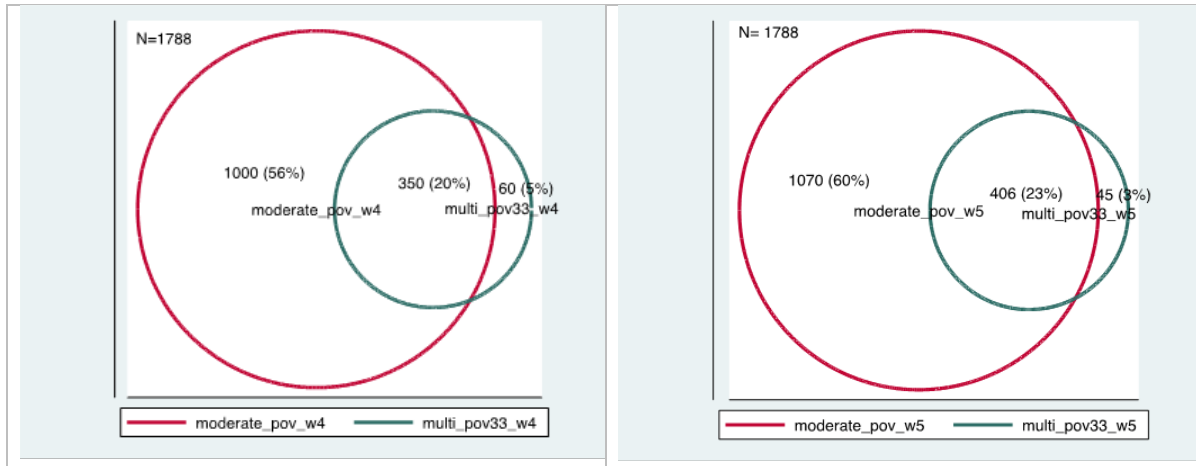 N=1788
1000 (56%)
350 (20%)
60 (5%)
moderate_pov_w4
multi_pov33_w4
moderate_pov_w4
multi_pov33_w4
N= 1788
1070 (60%)
406 (23%)
45 (3%)
moderate_pov_w5
multi_pov33_w5
moderate_pov_w5
multi_pov33_w5